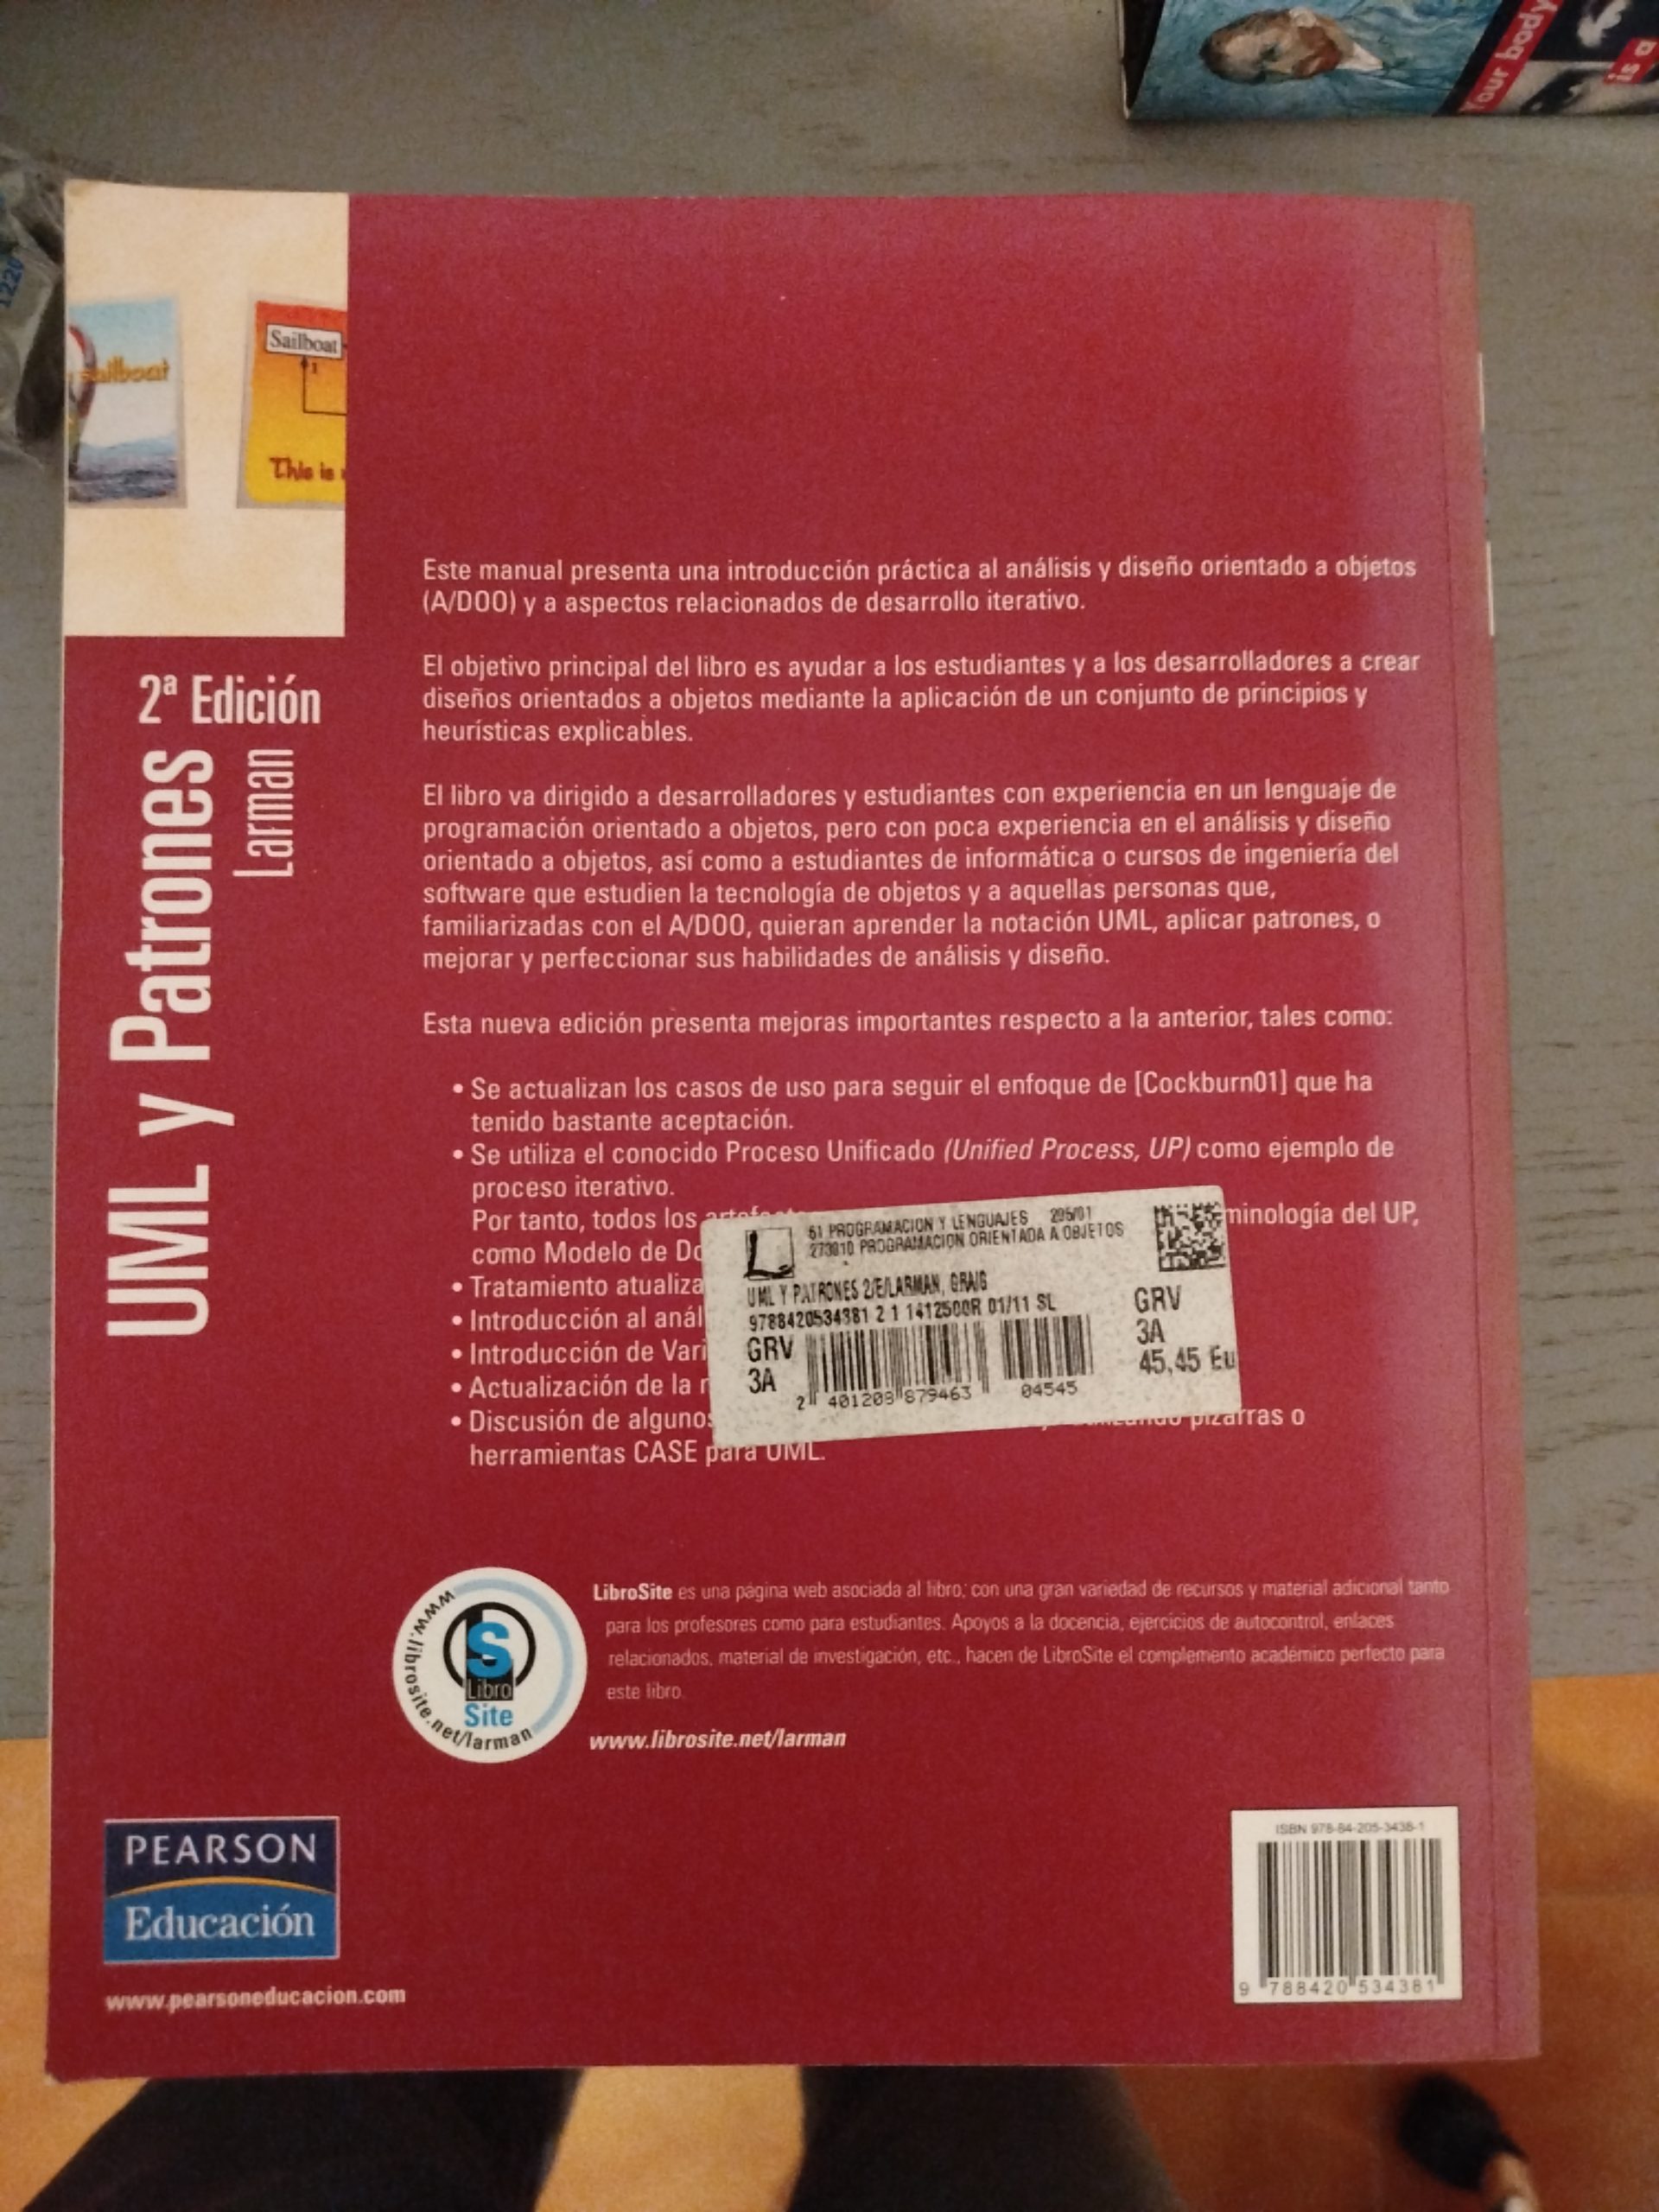 Your body
is a
1220
sailboat
Sailboat
1
This is
2ª Edición
UML y Patrones
Larman
Este manual presenta una introducción práctica al análisis y diseño orientado a objetos
(A/DOO) y a aspectos relacionados de desarrollo iterativo.
El objetivo principal del libro es ayudar a los estudiantes y a los desarrolladores a crear
diseños orientados a objetos mediante la aplicación de un conjunto de principios y
heurísticas explicables.
El libro va dirigido a desarrolladores y estudiantes con experiencia en un lenguaje de
programación orientado a objetos, pero con poca experiencia en el análisis y diseño
orientado a objetos, así como a estudiantes de informática o cursos de ingeniería del
software que estudien la tecnología de objetos y a aquellas personas que,
familiarizadas con el A/DOO, quieran aprender la notación UML, aplicar patrones, o
mejorar y perfeccionar sus habilidades de análisis y diseño.
Esta nueva edición presenta mejoras importantes respecto a la anterior, tales como:
• Se actualizan los casos de uso para seguir el enfoque de [Cockburn01] que ha
tenido bastante aceptación.
• Se utiliza el conocido Proceso Unificado (Unified Process, UP) como ejemplo de
proceso iterativo.
Por tanto, todos los minología del UP,
como Modelo de Do
• Tratamiento actualiza
• Introducción al anál
• Introducción de Vari
• Actualización de la
• Discusión de algunos pizarras o
herramientas CASE para UML.
61 PROGRAMACION Y LENGUAJES 295/01
273010 PROGRAMACION ORIENTADA A OBJETOS
UML Y PATRONES 2/E/LARMAN, GRAIG
9788420534381 2 1 1412500R 01/11 SL
GRV
3A
GRV
3A
45,45 Eu
2 401209 879463 04545
www.librosite.net/larman
S
Libro
Site
LibroSite es una página web asociada al libro, con una gran variedad de recursos y material adicional tanto
para los profesores como para estudiantes. Apoyos a la docencia, ejercicios de autocontrol, enlaces
relacionados, material de investigación, etc., hacen de LibroSite el complemento académico perfecto para
este libro.
www.librosite.net/larman
PEARSON
Educación
www.pearsoneducacion.com
ISBN 978-84-205-3438-1
9 788420 534381